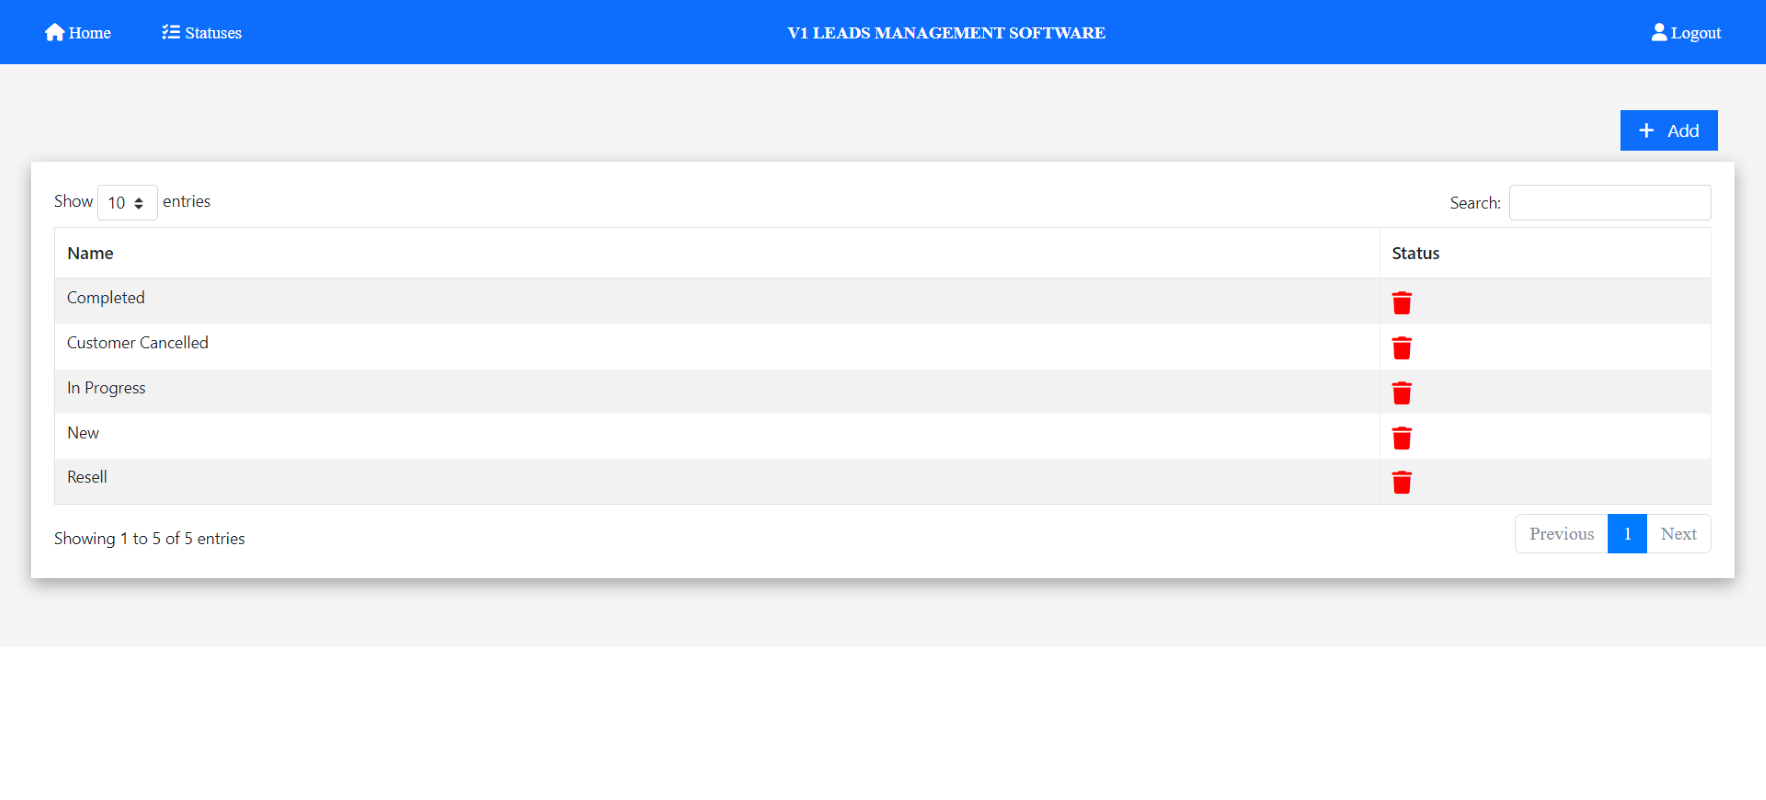 Home Statuses V1 LEADS MANAGEMENT SOFTWARE Logout
+ Add
Show 10 entries Search:
Name Status
Completed
Customer Cancelled
In Progress
New
Resell
Showing 1 to 5 of 5 entries Previous 1 Next